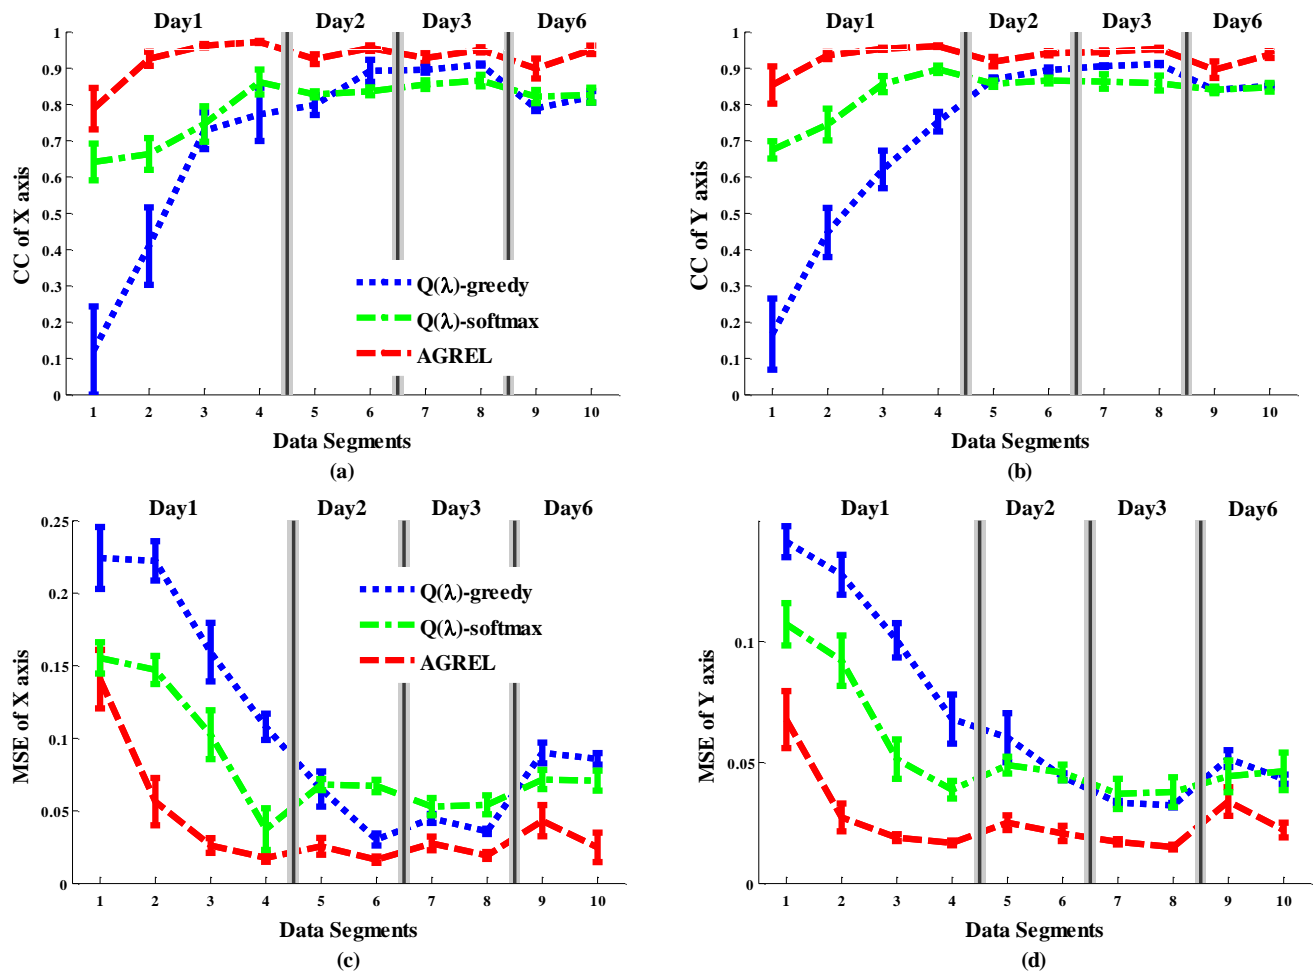 Day1 Day2 Day3 Day6
1
0.9
0.8
0.7
0.6
0.5
0.4
0.3
0.2
0.1
0
CC of X axis
Q(λ)-greedy
Q(λ)-softmax
AGREL
1 2 3 4 5 6 7 8 9 10
Data Segments
(a)
Day1 Day2 Day3 Day6
1
0.9
0.8
0.7
0.6
0.5
0.4
0.3
0.2
0.1
0
CC of Y axis
1 2 3 4 5 6 7 8 9 10
Data Segments
(b)
Day1 Day2 Day3 Day6
0.25
0.2
0.15
0.1
0.05
0
MSE of X axis
Q(λ)-greedy
Q(λ)-softmax
AGREL
1 2 3 4 5 6 7 8 9 10
Data Segments
(c)
Day1 Day2 Day3 Day6
0.1
0.05
0
MSE of Y axis
1 2 3 4 5 6 7 8 9 10
Data Segments
(d)